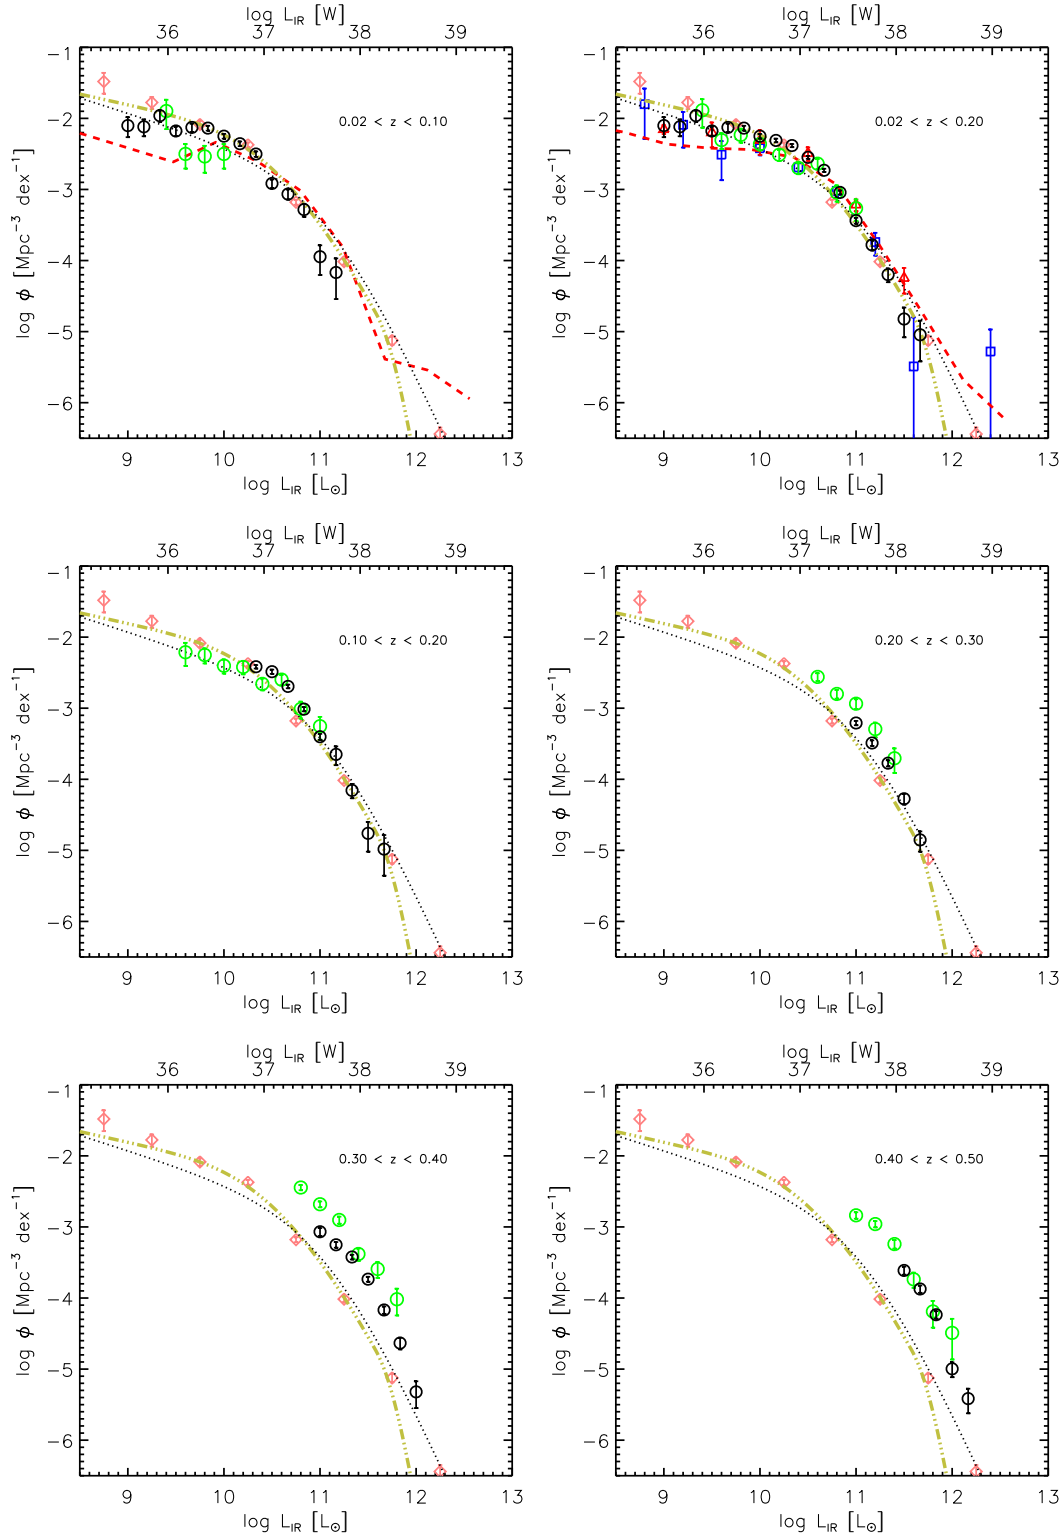 log L_IR [W] log L_IR [W]
36 37 38 39 36 37 38 39
−1 −1
0.02 < z < 0.10 0.02 < z < 0.20
−2 −2
−3 −3
−4 −4
−5 −5
−6 −6
log ϕ [Mpc⁻³ dex⁻¹] log ϕ [Mpc⁻³ dex⁻¹]
9 10 11 12 13 9 10 11 12 13
log L_IR [L_⊙] log L_IR [L_⊙]
log L_IR [W] log L_IR [W]
36 37 38 39 36 37 38 39
−1 −1
0.10 < z < 0.20 0.20 < z < 0.30
−2 −2
−3 −3
−4 −4
−5 −5
−6 −6
log ϕ [Mpc⁻³ dex⁻¹] log ϕ [Mpc⁻³ dex⁻¹]
9 10 11 12 13 9 10 11 12 13
log L_IR [L_⊙] log L_IR [L_⊙]
log L_IR [W] log L_IR [W]
36 37 38 39 36 37 38 39
−1 −1
0.30 < z < 0.40 0.40 < z < 0.50
−2 −2
−3 −3
−4 −4
−5 −5
−6 −6
log ϕ [Mpc⁻³ dex⁻¹] log ϕ [Mpc⁻³ dex⁻¹]
9 10 11 12 13 9 10 11 12 13
log L_IR [L_⊙] log L_IR [L_⊙]